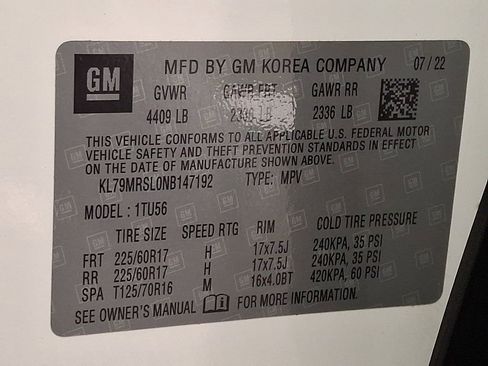 GM
MFD BY GM KOREA COMPANY 07/22
GVWR GAWR FRT GAWR RR
4409 LB LB 2336 LB
THIS VEHICLE CONFORMS TO ALL APPLICABLE U.S. FEDERAL MOTOR
VEHICLE SAFETY AND THEFT PREVENTION STANDARDS IN EFFECT
ON THE DATE OF MANUFACTURE SHOWN ABOVE.
KL79MRSL0NB147192 TYPE: MPV
MODEL : 1TU56
TIRE SIZE SPEED RTG RIM COLD TIRE PRESSURE
FRT 225/60R17 H 17x7.5J 240KPA, 35 PSI
RR 225/60R17 H 17x7.5J 240KPA, 35 PSI
SPA T125/70R16 M 16x4.0BT 420KPA, 60 PSI
SEE OWNER'S MANUAL FOR MORE INFORMATION.